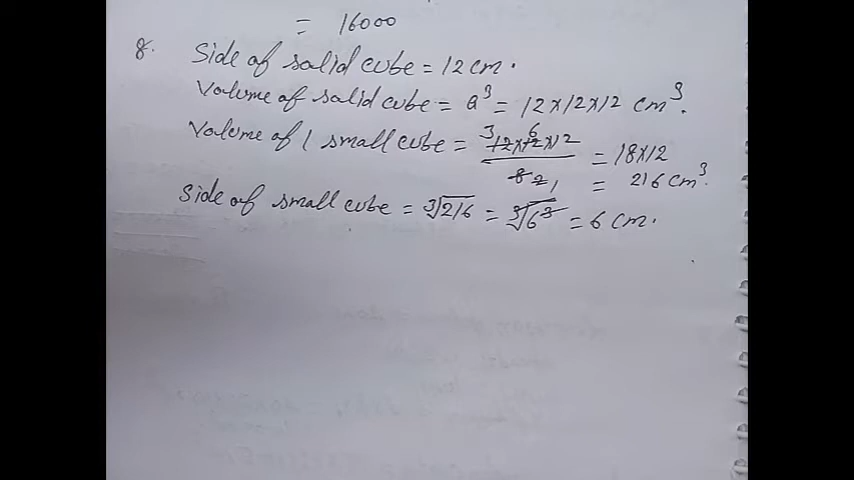 = 16000
8. Side of solid cube = 12 cm.
Volume of solid cube = a³ = 12×12×12 cm³.
Volume of 1 small cube = 12×12×12 / 8 = 18×12
= 216 cm³.
Side of small cube = ∛216 = ∛6³ = 6 cm.